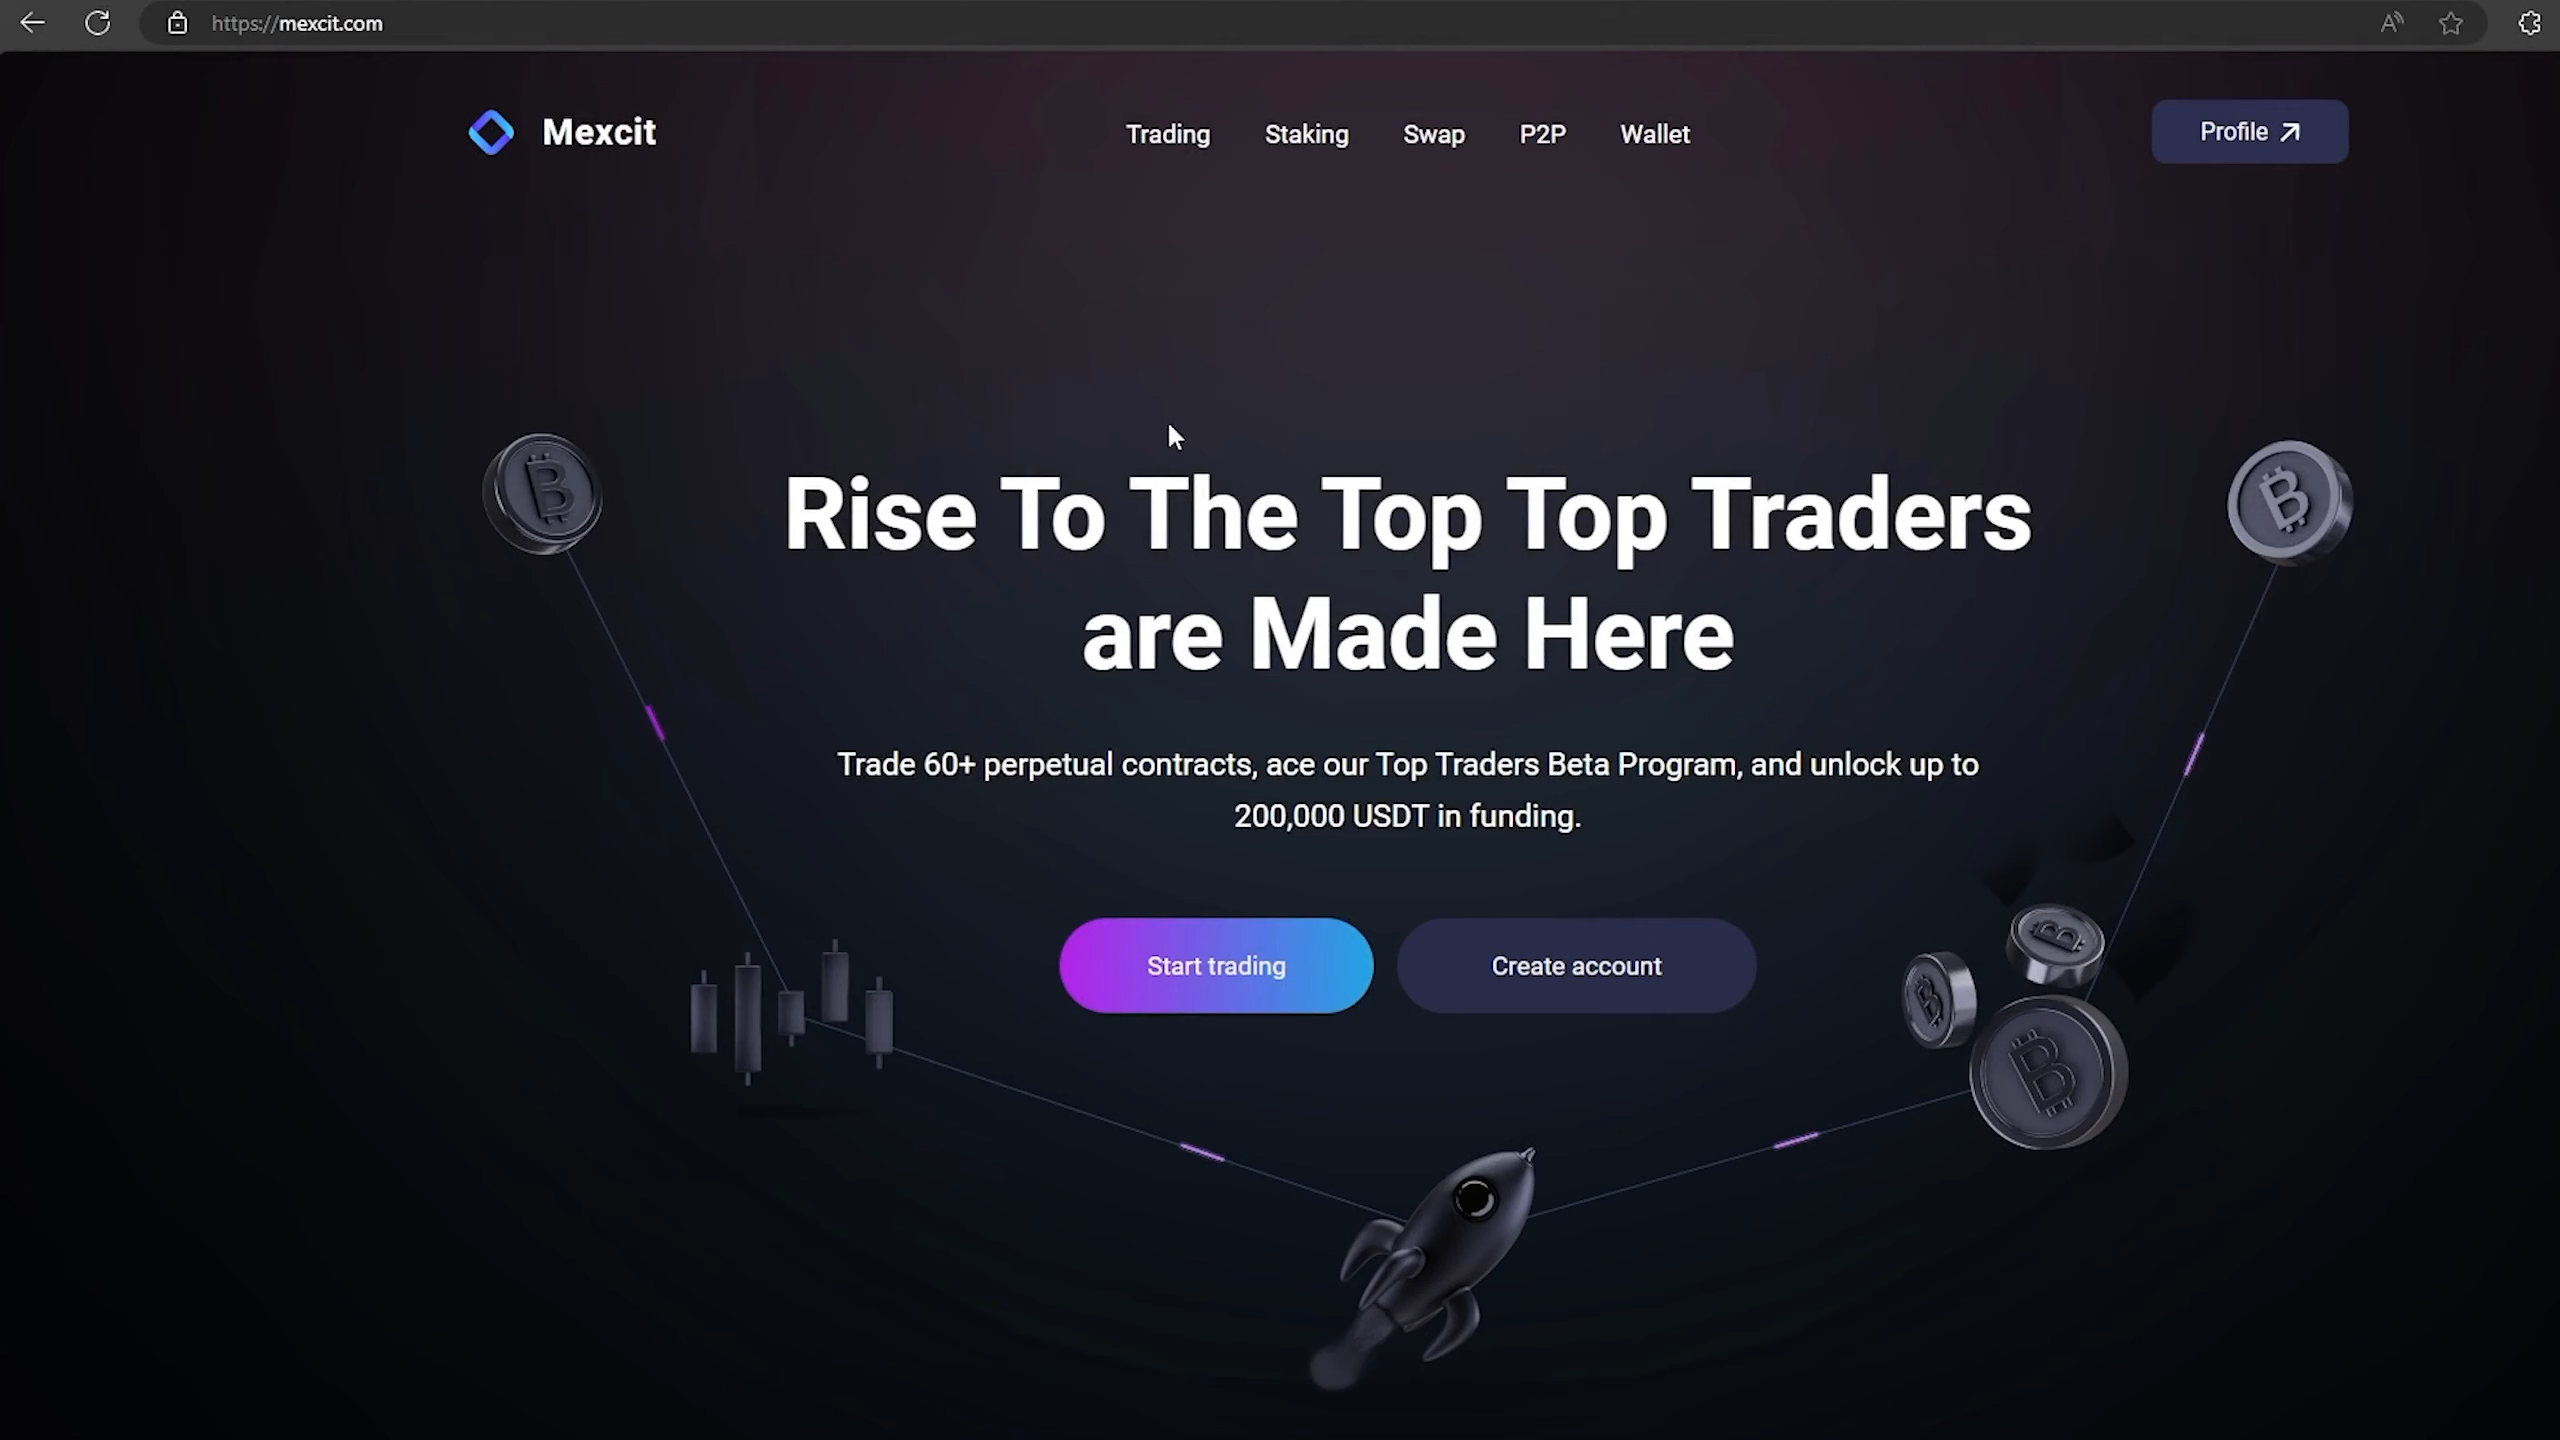 https://mexcit.com
Mexcit
Trading Staking Swap P2P Wallet
Profile
Rise To The Top Top Traders
are Made Here
Trade 60+ perpetual contracts, ace our Top Traders Beta Program, and unlock up to
200,000 USDT in funding.
Start trading Create account